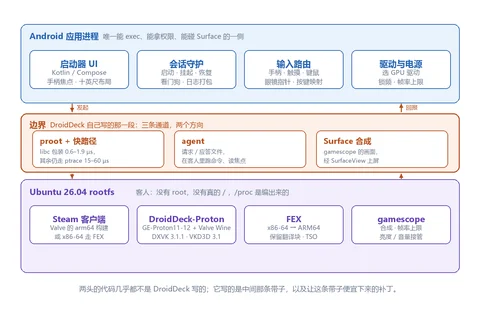 Android 应用进程 唯一能 exec、能拿权限、能碰 Surface 的一侧
启动器 UI
Kotlin / Compose
手柄焦点 · 十英尺布局
会话守护
启动 · 挂起 · 恢复
看门狗 · 日志打包
输入路由
手柄 · 触摸 · 键鼠
眼镜指针 · 按键映射
驱动与电源
选 GPU 驱动
锁频 · 帧率上限
发起
回照
边界 DroidDeck 自己写的那一段：三条通道，两个方向
proot + 快路径
libc 包装 0.6–1.9 μs，
其余仍走 ptrace 15–60 μs
agent
请求 / 应答文件，
在客人里跑命令、读焦点
Surface 合成
gamescope 的画面，
经 SurfaceView 上屏
Ubuntu 26.04 rootfs 客人：没有 root，没有真的 /，/proc 是编出来的
Steam 客户端
Valve 的 arm64 构建
或 x86-64 走 FEX
DroidDeck-Proton
GE-Proton11-12 + Valve Wine
DXVK 3.1.1 · VKD3D 3.1
FEX
x86-64 → ARM64
保留翻译块 · TSO
gamescope
合成 · 帧率上限
亮度 / 音量接管
两头的代码几乎都不是 DroidDeck 写的；它写的是中间那条带子，以及让这条带子便宜下来的补丁。